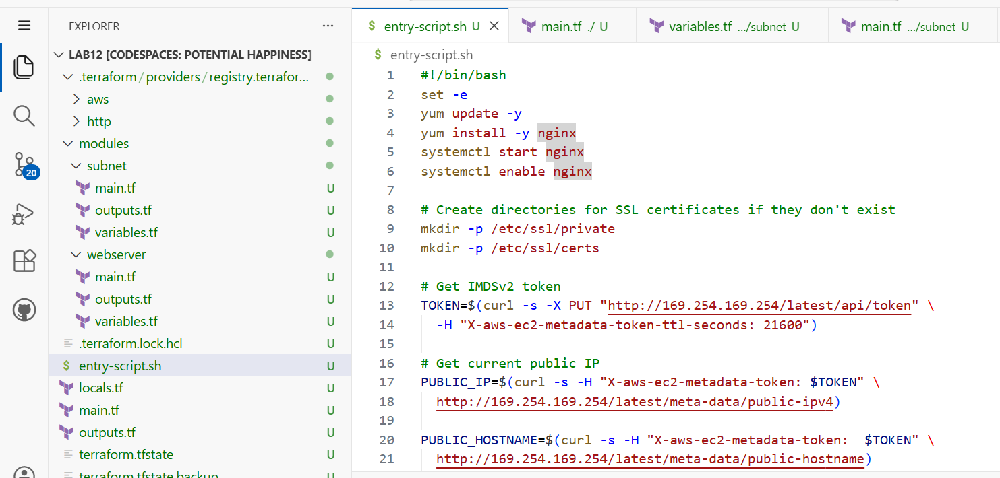 EXPLORER
LAB12 [CODESPACES: POTENTIAL HAPPINESS]
.terraform / providers / registry.terrafor...
aws
http
modules
subnet
main.tf U
outputs.tf U
variables.tf U
webserver
main.tf U
outputs.tf U
variables.tf U
.terraform.lock.hcl U
entry-script.sh U
locals.tf U
main.tf U
outputs.tf U
terraform.tfstate U
terraform.tfstate.backup U
20
$ entry-script.sh U
main.tf ./ U
variables.tf .../subnet U
main.tf .../subnet U
$ entry-script.sh
1 #!/bin/bash
2 set -e
3 yum update -y
4 yum install -y nginx
5 systemctl start nginx
6 systemctl enable nginx
7
8 # Create directories for SSL certificates if they don't exist
9 mkdir -p /etc/ssl/private
10 mkdir -p /etc/ssl/certs
11
12 # Get IMDSv2 token
13 TOKEN=$(curl -s -X PUT "http://169.254.169.254/latest/api/token" \
14 -H "X-aws-ec2-metadata-token-ttl-seconds: 21600")
15
16 # Get current public IP
17 PUBLIC_IP=$(curl -s -H "X-aws-ec2-metadata-token: $TOKEN" \
18 http://169.254.169.254/latest/meta-data/public-ipv4)
19
20 PUBLIC_HOSTNAME=$(curl -s -H "X-aws-ec2-metadata-token:  $TOKEN" \
21 http://169.254.169.254/latest/meta-data/public-hostname)